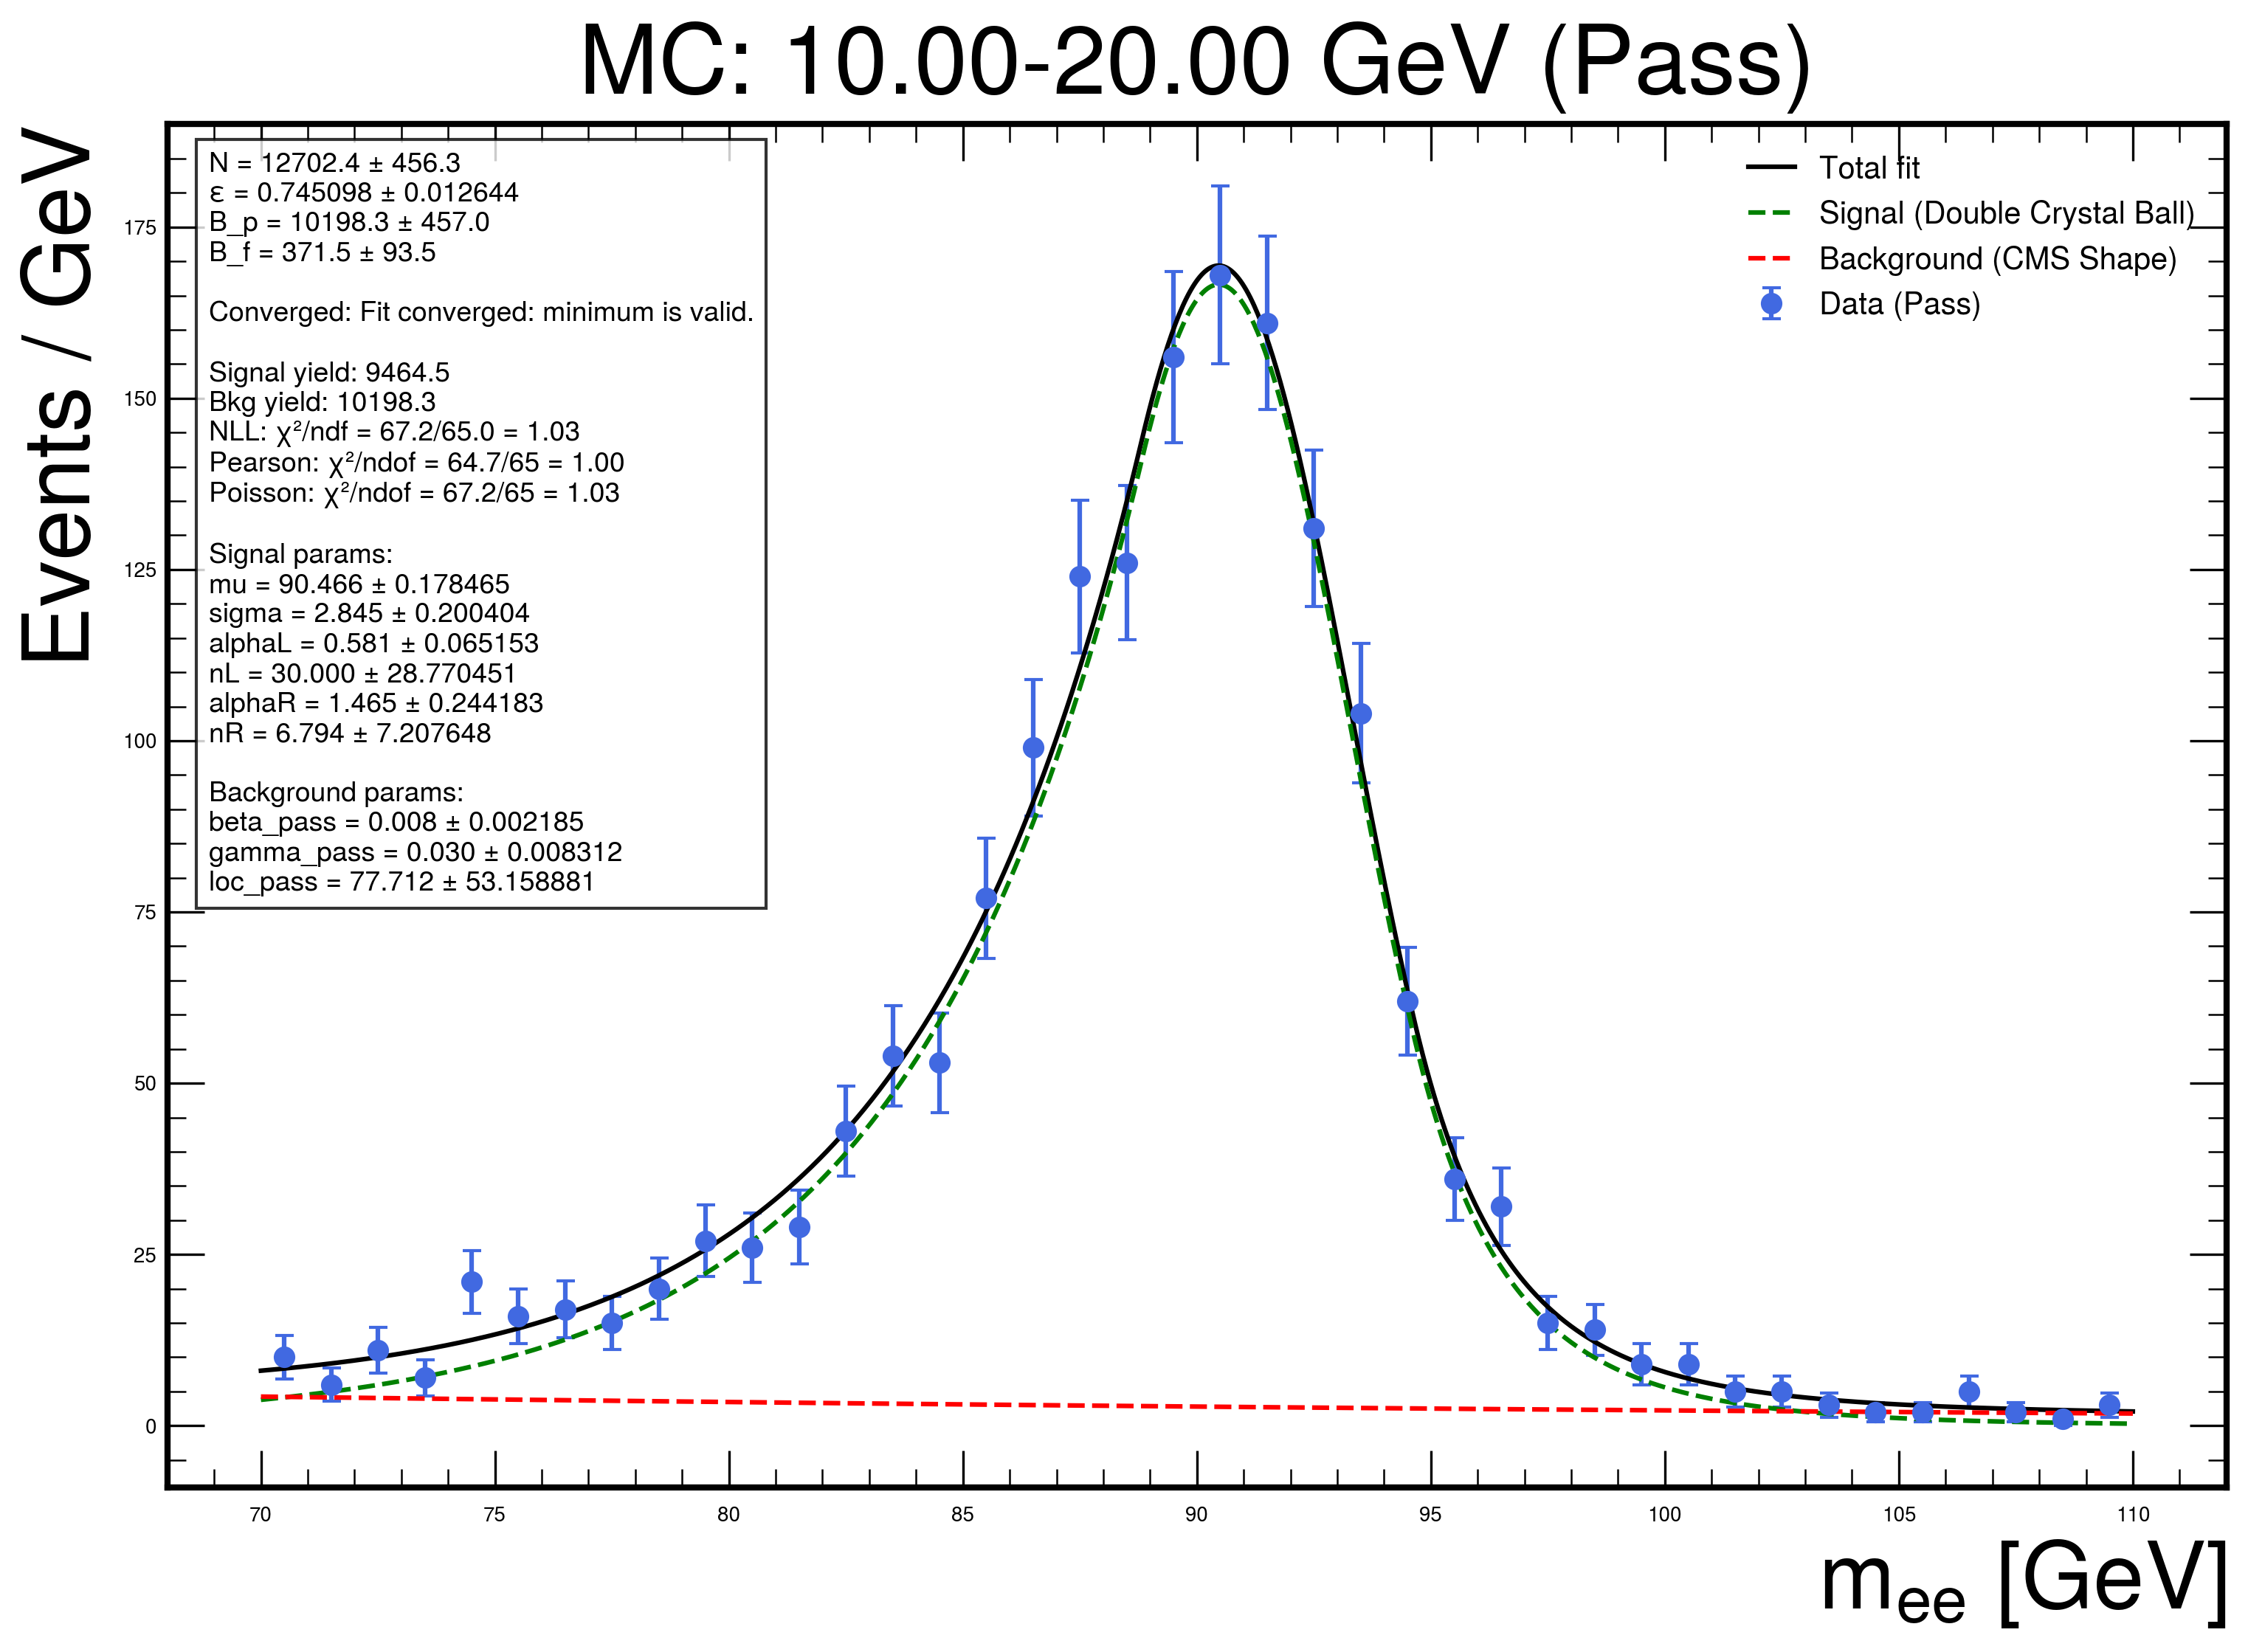 MC: 10.00-20.00 GeV (Pass)
Events / GeV
N = 12702.4 ± 456.3
ε = 0.745098 ± 0.012644
B_p = 10198.3 ± 457.0
B_f = 371.5 ± 93.5
Converged: Fit converged: minimum is valid.
Signal yield: 9464.5
Bkg yield: 10198.3
NLL: χ²/ndf = 67.2/65.0 = 1.03
Pearson: χ²/ndof = 64.7/65 = 1.00
Poisson: χ²/ndof = 67.2/65 = 1.03
Signal params:
mu = 90.466 ± 0.178465
sigma = 2.845 ± 0.200404
alphaL = 0.581 ± 0.065153
nL = 30.000 ± 28.770451
alphaR = 1.465 ± 0.244183
nR = 6.794 ± 7.207648
Background params:
beta_pass = 0.008 ± 0.002185
gamma_pass = 0.030 ± 0.008312
loc_pass = 77.712 ± 53.158881
Total fit
Signal (Double Crystal Ball)
Background (CMS Shape)
Data (Pass)
175
150
125
100
75
50
25
0
70 75 80 85 90 95 100 105 110
m_ee [GeV]